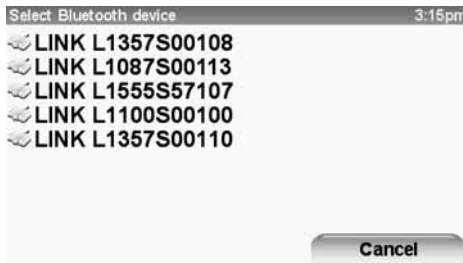 Select Bluetooth device 3:15pm
LINK L1357S00108
LINK L1087S00113
LINK L1555S57107
LINK L1100S00100
LINK L1357S00110
Cancel